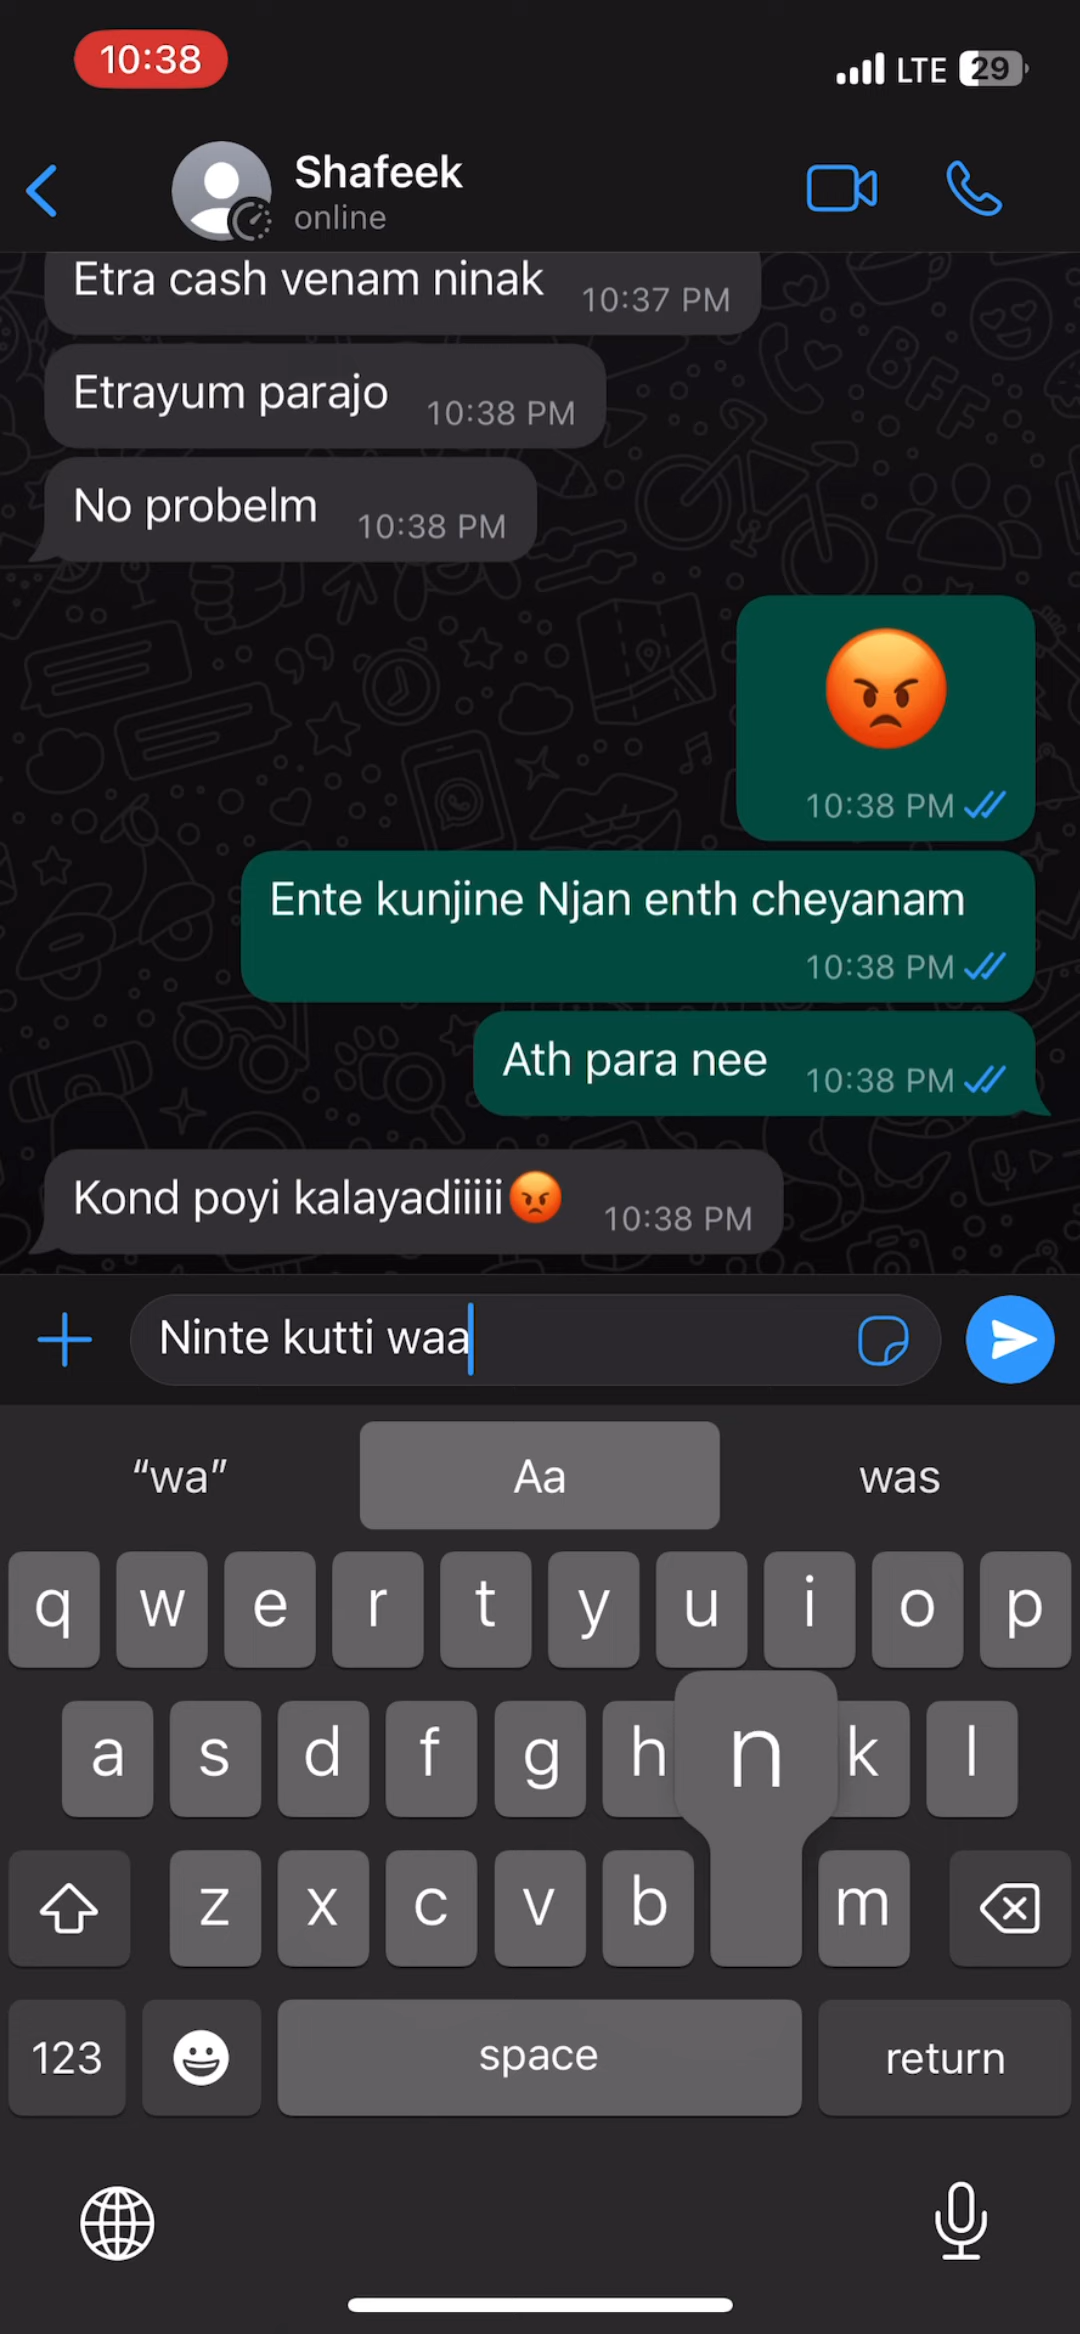 10:38
LTE 29
Shafeek
online
Etra cash venam ninak 10:37 PM
Etrayum parajo 10:38 PM
No probelm 10:38 PM
10:38 PM
Ente kunjine Njan enth cheyanam
10:38 PM
Ath para nee 10:38 PM
Kond poyi kalayadiiiii😡 10:38 PM
Ninte kutti waa
“wa” Aa was
q w e r t y u i o p
a s d f g h n k l
z x c v b m
123 space return